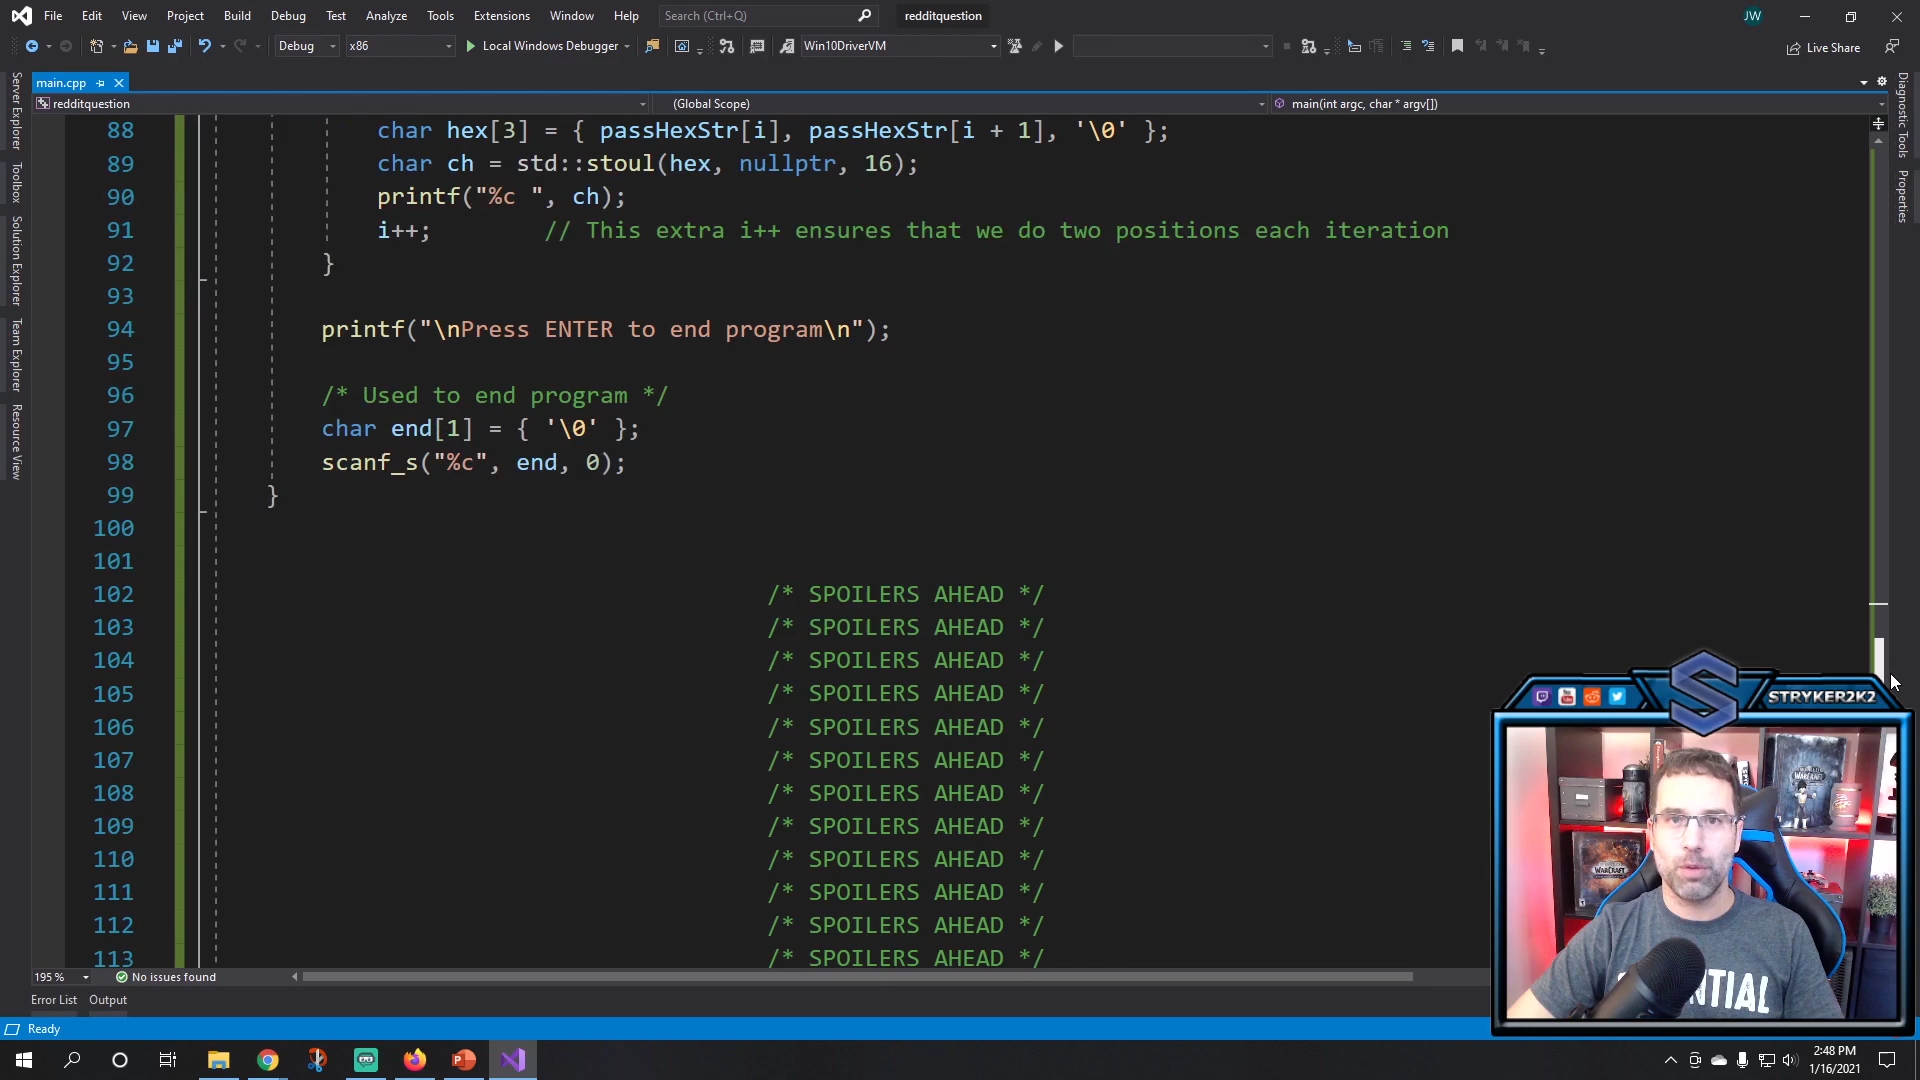 File Edit View Project Build Debug Test Analyze Tools Extensions Window Help Search (Ctrl+Q) redditquestion JW
Debug x86 Local Windows Debugger Win10DriverVM Live Share
main.cpp
redditquestion (Global Scope) main(int argc, char * argv[])
Server Explorer
Toolbox
Solution Explorer
Team Explorer
Resource View
Diagnostic Tools
Properties
88 char hex[3] = { passHexStr[i], passHexStr[i + 1], '\0' };
89 char ch = std::stoul(hex, nullptr, 16);
90 printf("%c ", ch);
91 i++; // This extra i++ ensures that we do two positions each iteration
92 }
93
94 printf("\nPress ENTER to end program\n");
95
96 /* Used to end program */
97 char end[1] = { '\0' };
98 scanf_s("%c", end, 0);
99 }
100
101
102 /* SPOILERS AHEAD */
103 /* SPOILERS AHEAD */
104 /* SPOILERS AHEAD */
105 /* SPOILERS AHEAD */
106 /* SPOILERS AHEAD */
107 /* SPOILERS AHEAD */
108 /* SPOILERS AHEAD */
109 /* SPOILERS AHEAD */
110 /* SPOILERS AHEAD */
111 /* SPOILERS AHEAD */
112 /* SPOILERS AHEAD */
113 /* SPOILERS AHEAD */
STRYKER2K2
WARCRAFT
WARCRAFT
195 % No issues found
Error List Output
Ready
2:48 PM
1/16/2021